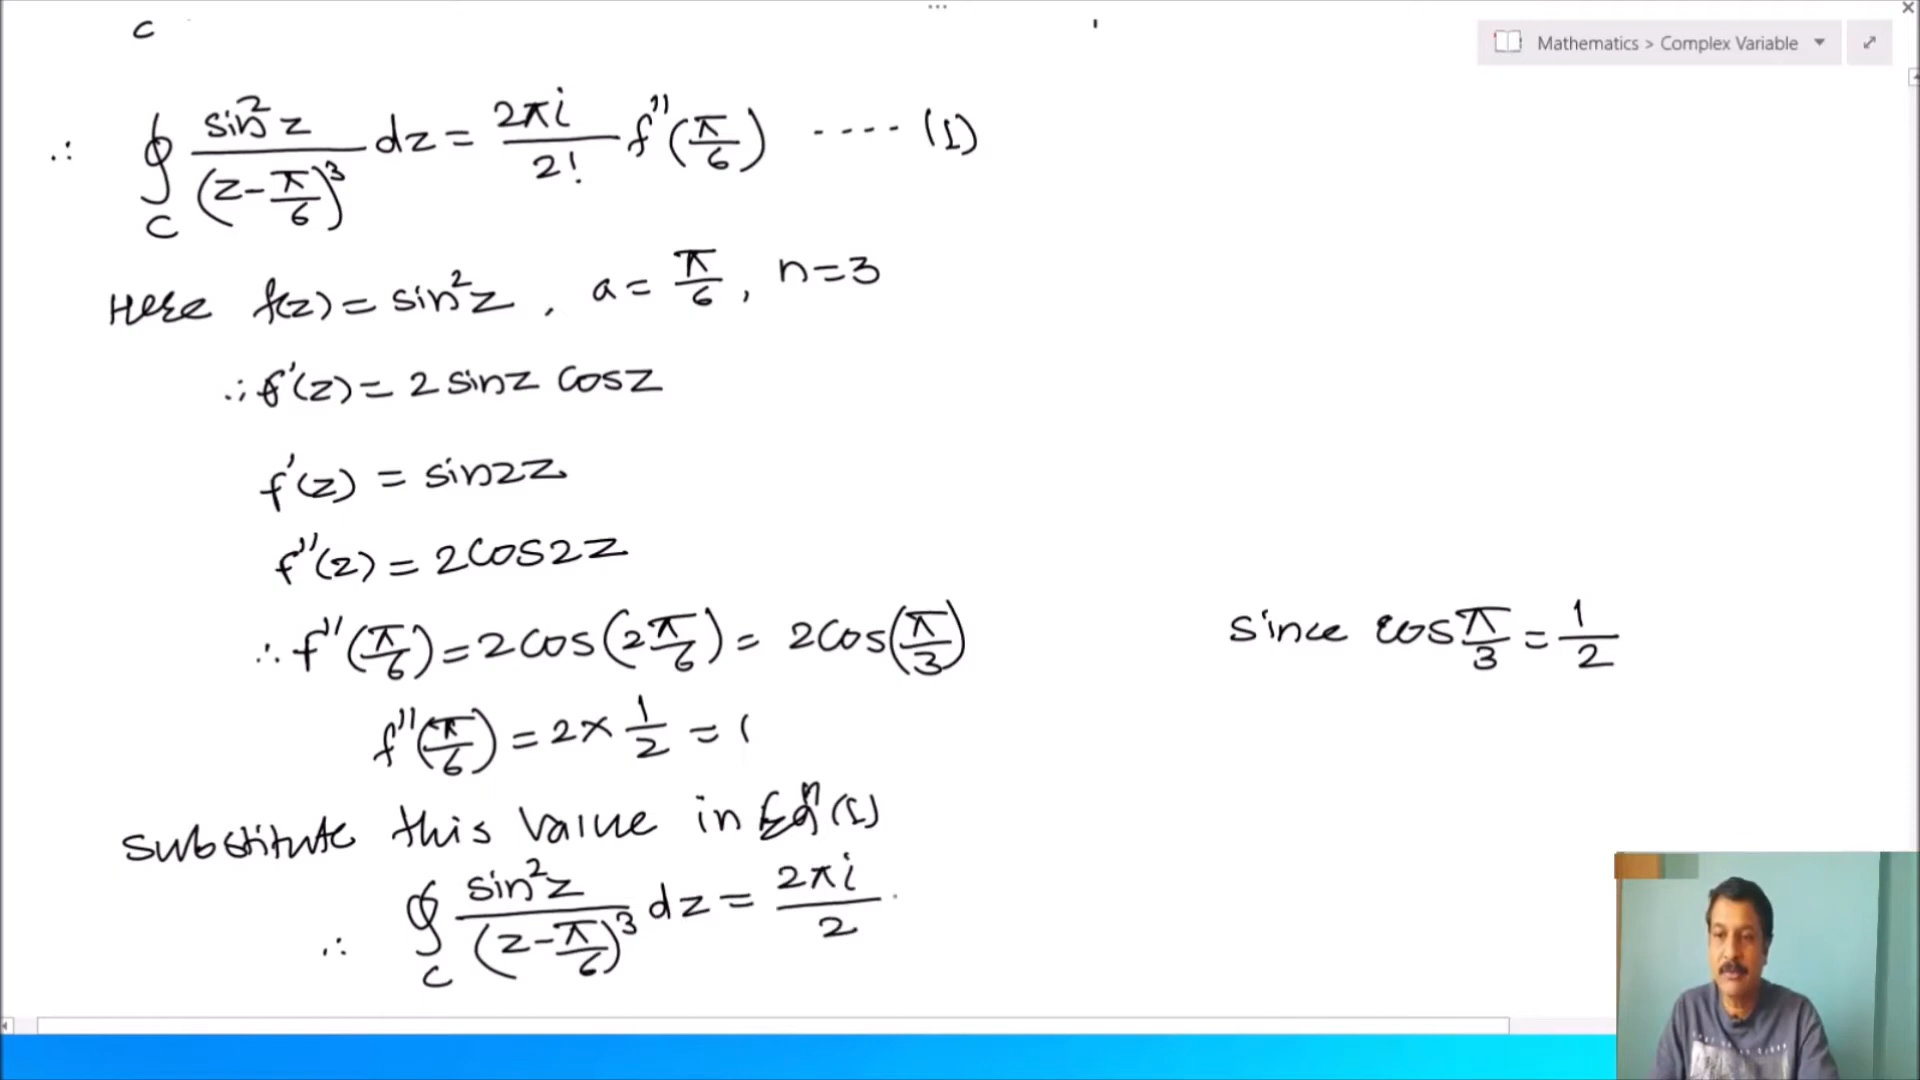 c
Mathematics > Complex Variable
∴ ∮_C sin²z/(z-π/6)³ dz = 2πi/2! f''(π/6) ---- (1)
Here f(z) = sin²z, a = π/6, n=3
∴ f'(z) = 2 sinz cosz
f'(z) = sin2z
f''(z) = 2cos2z
∴ f''(π/6) = 2cos(2π/6) = 2cos(π/3) since cosπ/3 = 1/2
f''(π/6) = 2 × 1/2 = 1
Substitute this value in Eqⁿ(1)
∴ ∮_C sin²z/(z-π/6)³ dz = 2πi/2